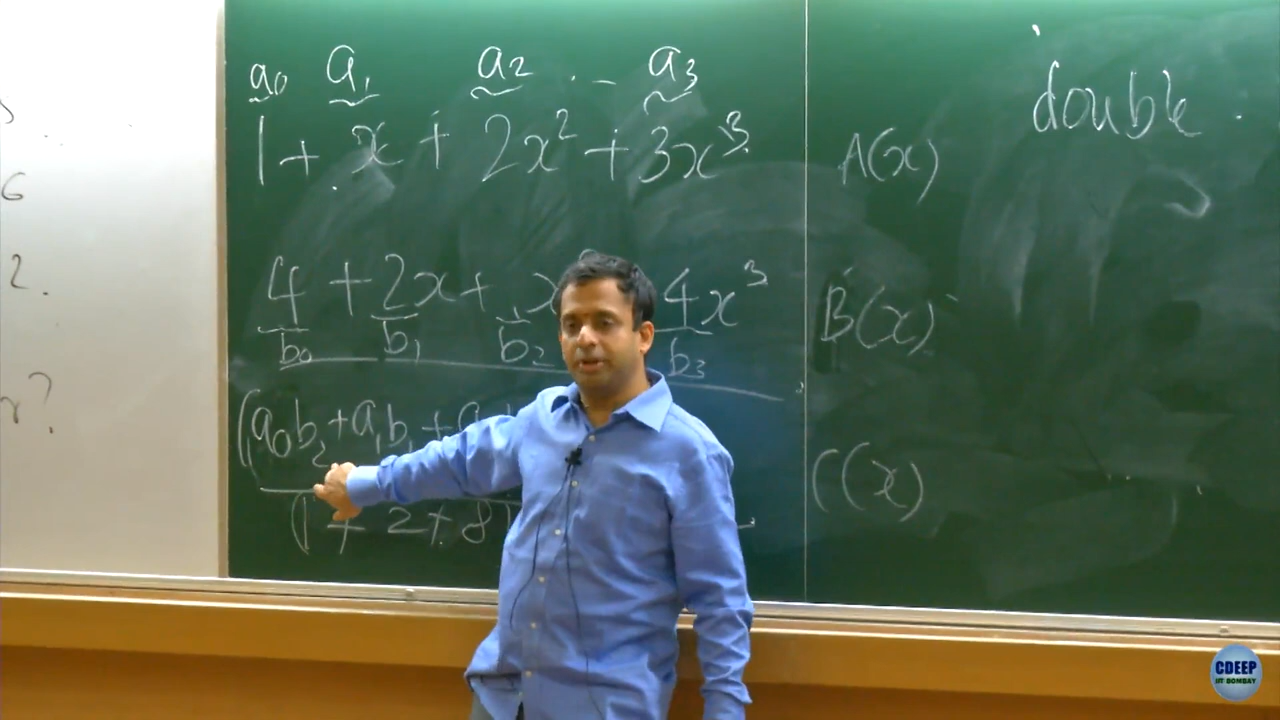 a₀ a₁ a₂ . _ a₃
1 + x + 2x² + 3x³
A(x)
double.
4 + 2x + x 4x³
b₀ b₁ b₂ b₃
B(x)
(a₀b₂ + a₁b₁ +
(1 + 2 + 8)
C(x)
6
2.
?
CDEEP
IIT BOMBAY